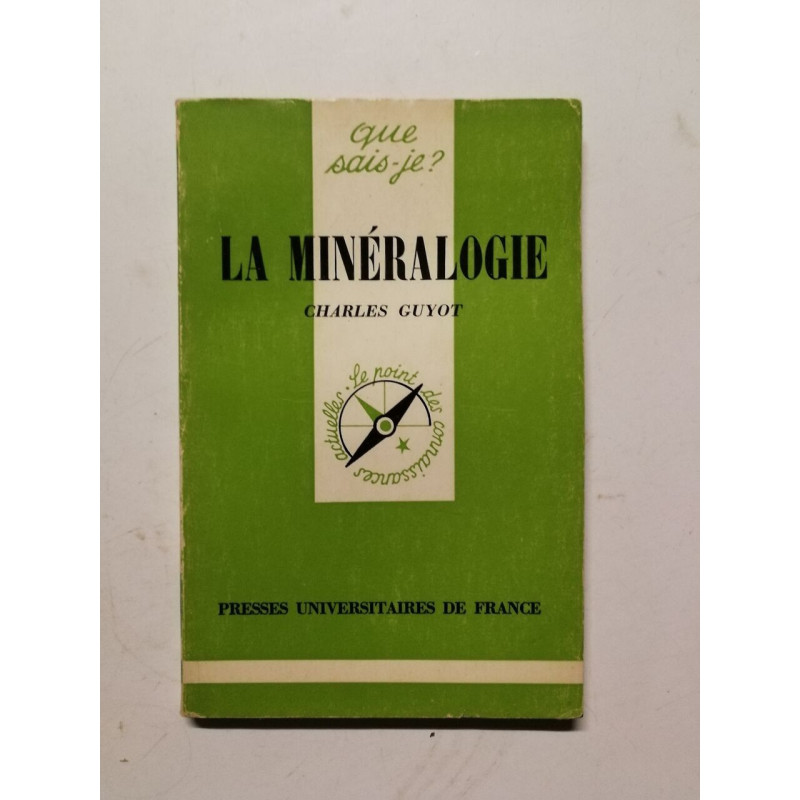 que
sais-je?
LA MINÉRALOGIE
CHARLES GUYOT
Le point des connaissances actuelles
PRESSES UNIVERSITAIRES DE FRANCE